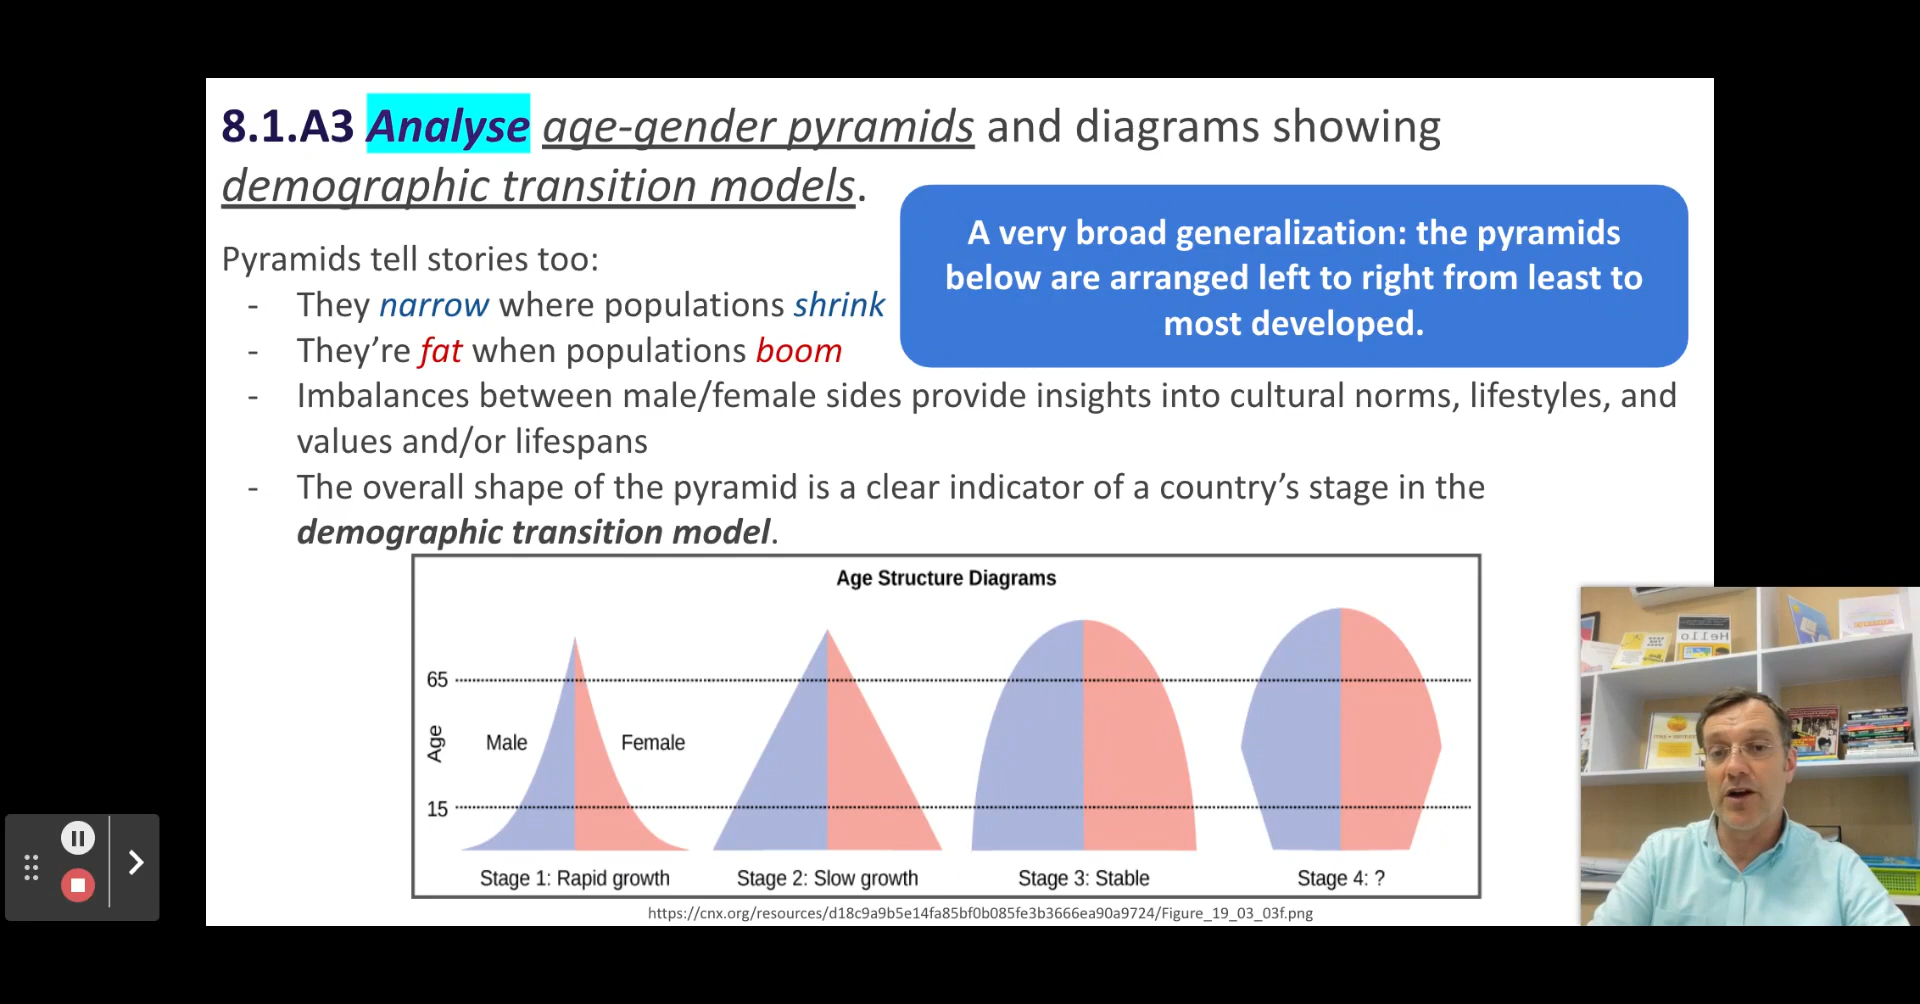 8.1.A3 Analyse age-gender pyramids and diagrams showing
demographic transition models.
A very broad generalization: the pyramids
below are arranged left to right from least to
most developed.
Pyramids tell stories too:
- They narrow where populations shrink
- They’re fat when populations boom
- Imbalances between male/female sides provide insights into cultural norms, lifestyles, and
values and/or lifespans
- The overall shape of the pyramid is a clear indicator of a country’s stage in the
demographic transition model.
Age Structure Diagrams
65
Age
Male
Female
15
Stage 1: Rapid growth
Stage 2: Slow growth
Stage 3: Stable
Stage 4: ?
https://cnx.org/resources/d18c9a9b5e14fa85bf0b085fe3b3666ea90a9724/Figure_19_03_03f.png
Hello